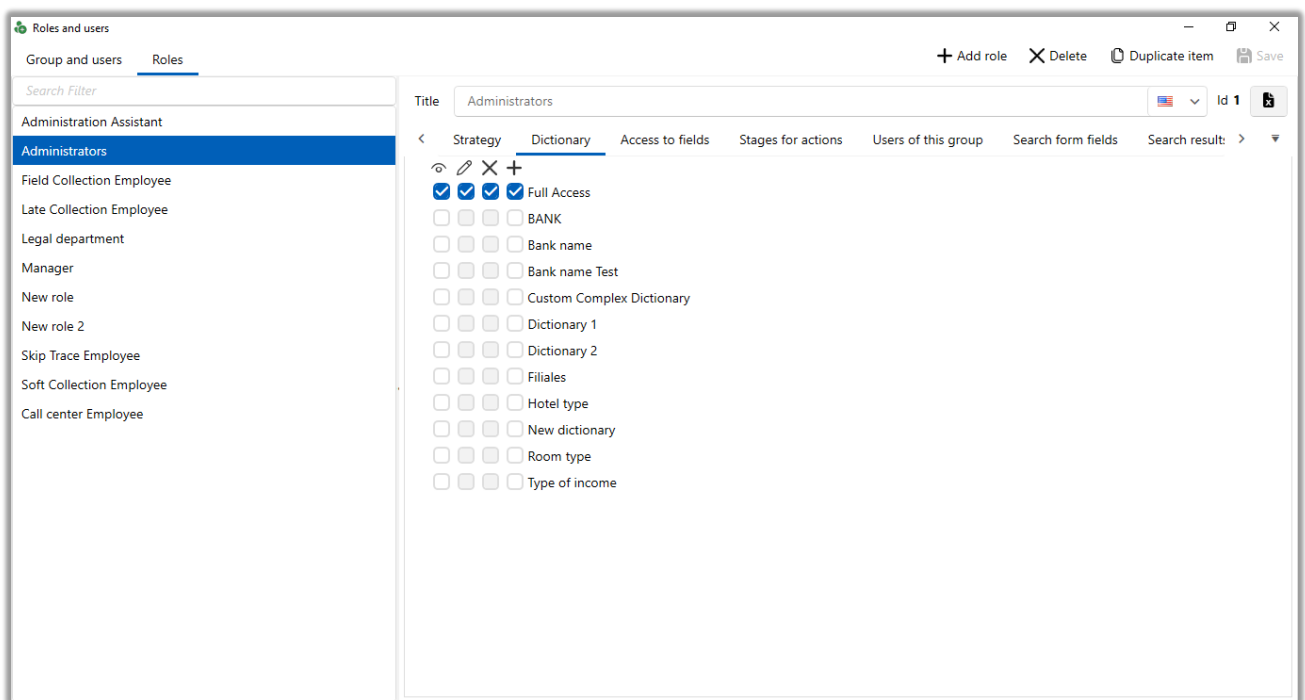 Roles and users
Group and users Roles
Add role Delete Duplicate item Save
Search Filter
Administration Assistant
Administrators
Field Collection Employee
Late Collection Employee
Legal department
Manager
New role
New role 2
Skip Trace Employee
Soft Collection Employee
Call center Employee
Title Administrators Id 1
Strategy Dictionary Access to fields Stages for actions Users of this group Search form fields Search results
Full Access
BANK
Bank name
Bank name Test
Custom Complex Dictionary
Dictionary 1
Dictionary 2
Filiales
Hotel type
New dictionary
Room type
Type of income